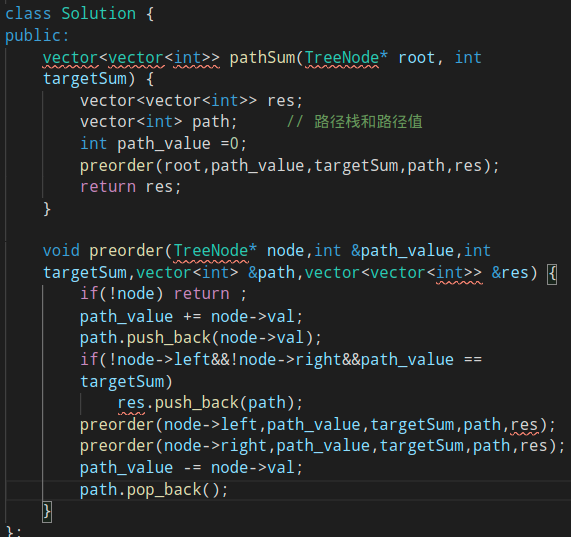 class Solution {
public:
vector<vector<int>> pathSum(TreeNode* root, int
targetSum) {
vector<vector<int>> res;
vector<int> path;     // 路径栈和路径值
int path_value =0;
preorder(root,path_value,targetSum,path,res);
return res;
}
void preorder(TreeNode* node,int &path_value,int
targetSum,vector<int> &path,vector<vector<int>> &res) {
if(!node) return ;
path_value += node->val;
path.push_back(node->val);
if(!node->left&&!node->right&&path_value ==
targetSum)
res.push_back(path);
preorder(node->left,path_value,targetSum,path,res);
preorder(node->right,path_value,targetSum,path,res);
path_value -= node->val;
path.pop_back();
}
};